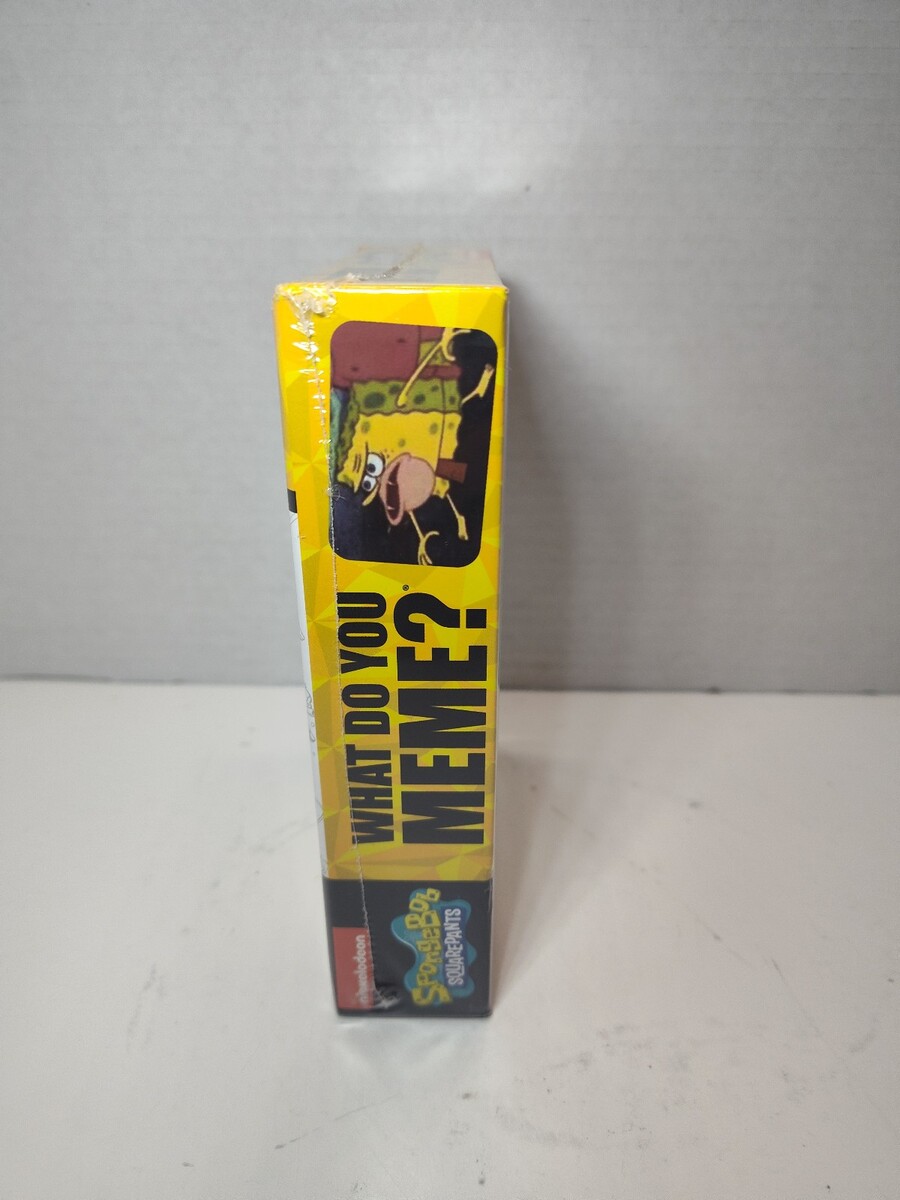 WHAT DO YOU
MEME?®
nickelodeon
SPONGEBOB
SQUAREPANTS